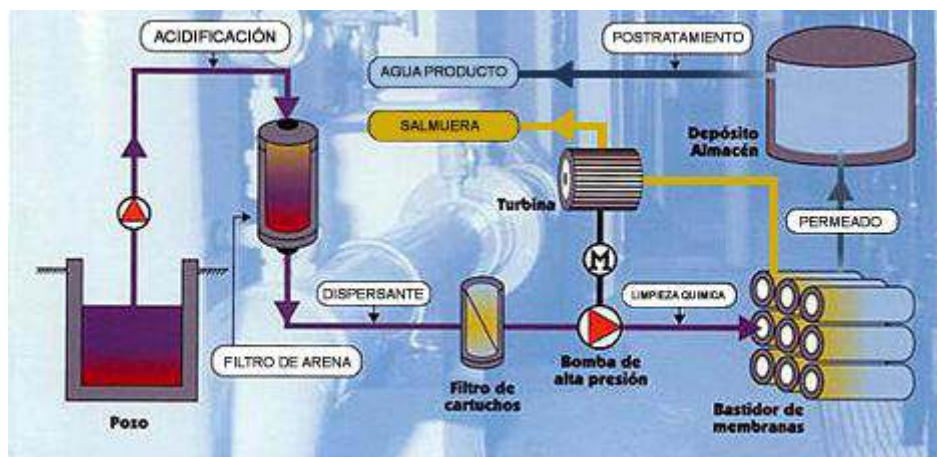 ACIDIFICACIÓN
POSTRATAMIENTO
AGUA PRODUCTO
SALMUERA
Depósito
Almacén
Turbina
PERMEADO
M
DISPERSANTE
LIMPIEZA QUIMICA
FILTRO DE ARENA
Bomba de
alta presión
Filtro de
cartuchos
Bastidor de
membranas
Pozo